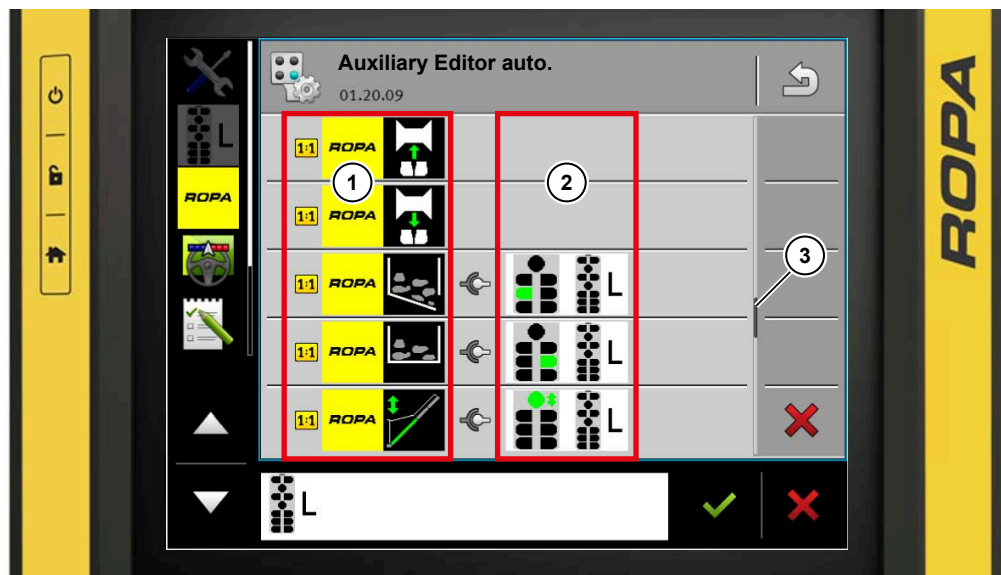 Auxiliary Editor auto.
01.20.09
L
ROPA
1:1 ROPA
1
2
1:1 ROPA
1:1 ROPA L
3
1:1 ROPA L
1:1 ROPA L
L
ROPA